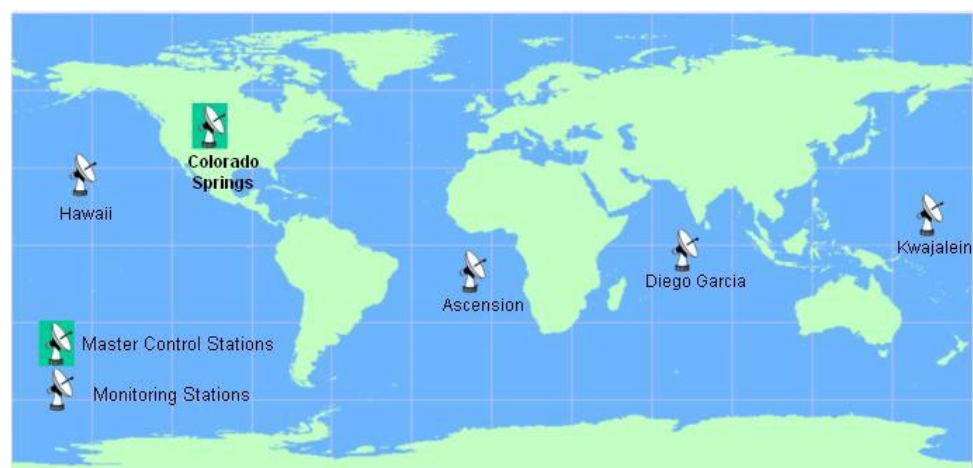 Colorado
Springs
Hawaii
Kwajalein
Diego Garcia
Ascension
Master Control Stations
Monitoring Stations